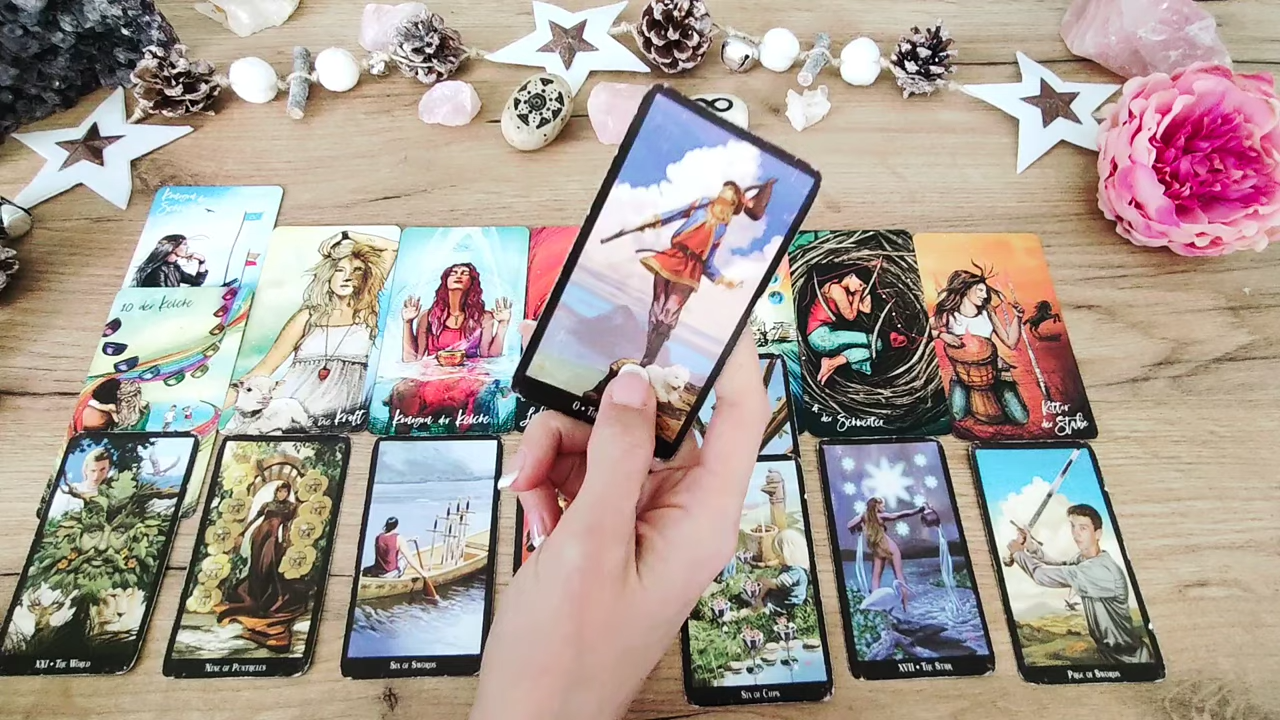 Königin der
10 der Kelche
Die Kraft
Königin der Kelche
4 der Schwerter
Ritter
der Stäbe
XXI • The World
Nine of Pentacles
Six of Swords
Six of Cups
XVII • The Star
Page of Swords